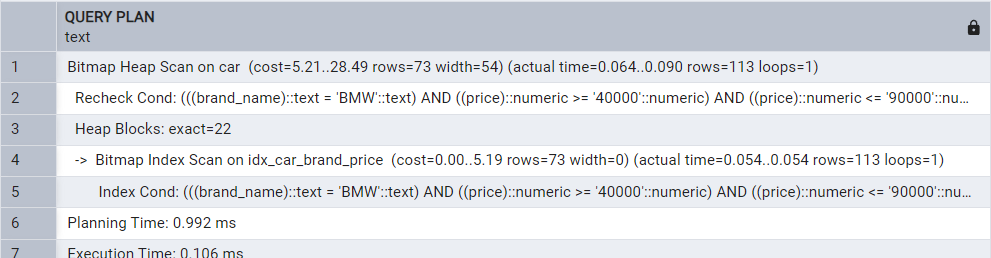 QUERY PLAN
text
1 Bitmap Heap Scan on car (cost=5.21..28.49 rows=73 width=54) (actual time=0.064..0.090 rows=113 loops=1)
2 Recheck Cond: (((brand_name)::text = 'BMW'::text) AND ((price)::numeric >= '40000'::numeric) AND ((price)::numeric <= '90000'::nu...
3 Heap Blocks: exact=22
4 -> Bitmap Index Scan on idx_car_brand_price (cost=0.00..5.19 rows=73 width=0) (actual time=0.054..0.054 rows=113 loops=1)
5 Index Cond: (((brand_name)::text = 'BMW'::text) AND ((price)::numeric >= '40000'::numeric) AND ((price)::numeric <= '90000'::nu...
6 Planning Time: 0.992 ms
7 Execution Time: 0.106 ms